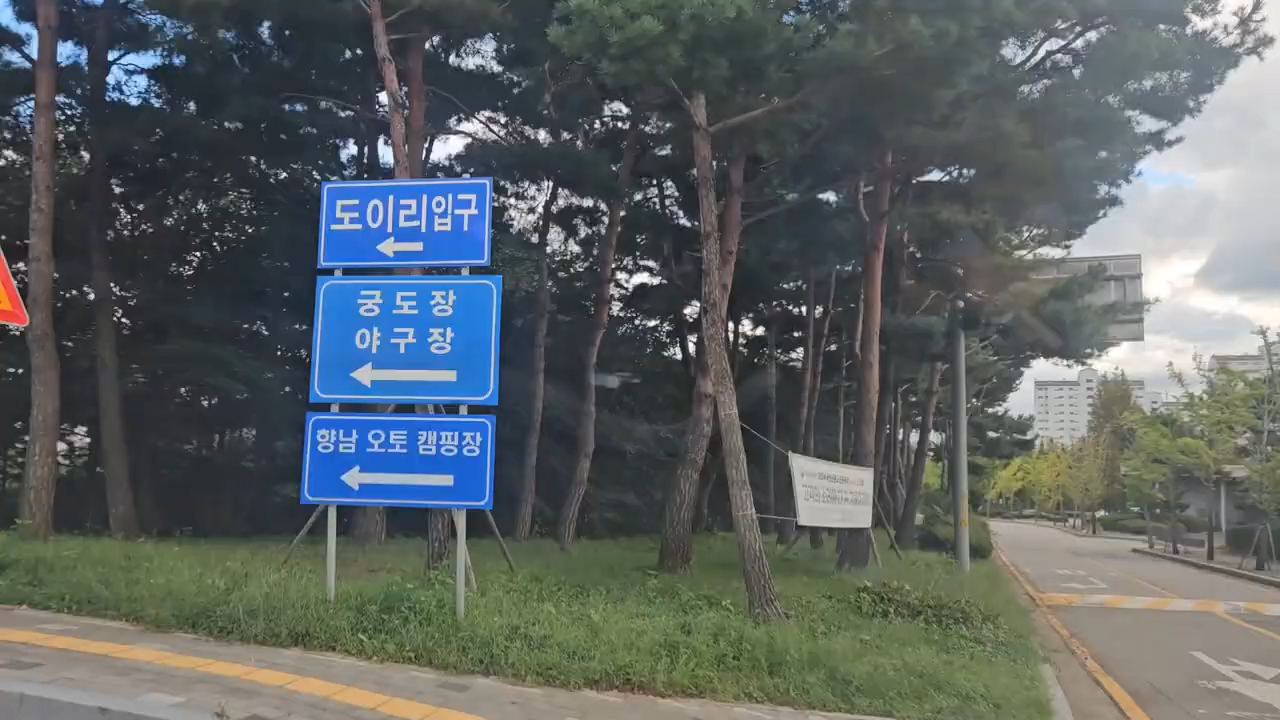 도이리입구
궁도장
야구장
향남 오토 캠핑장